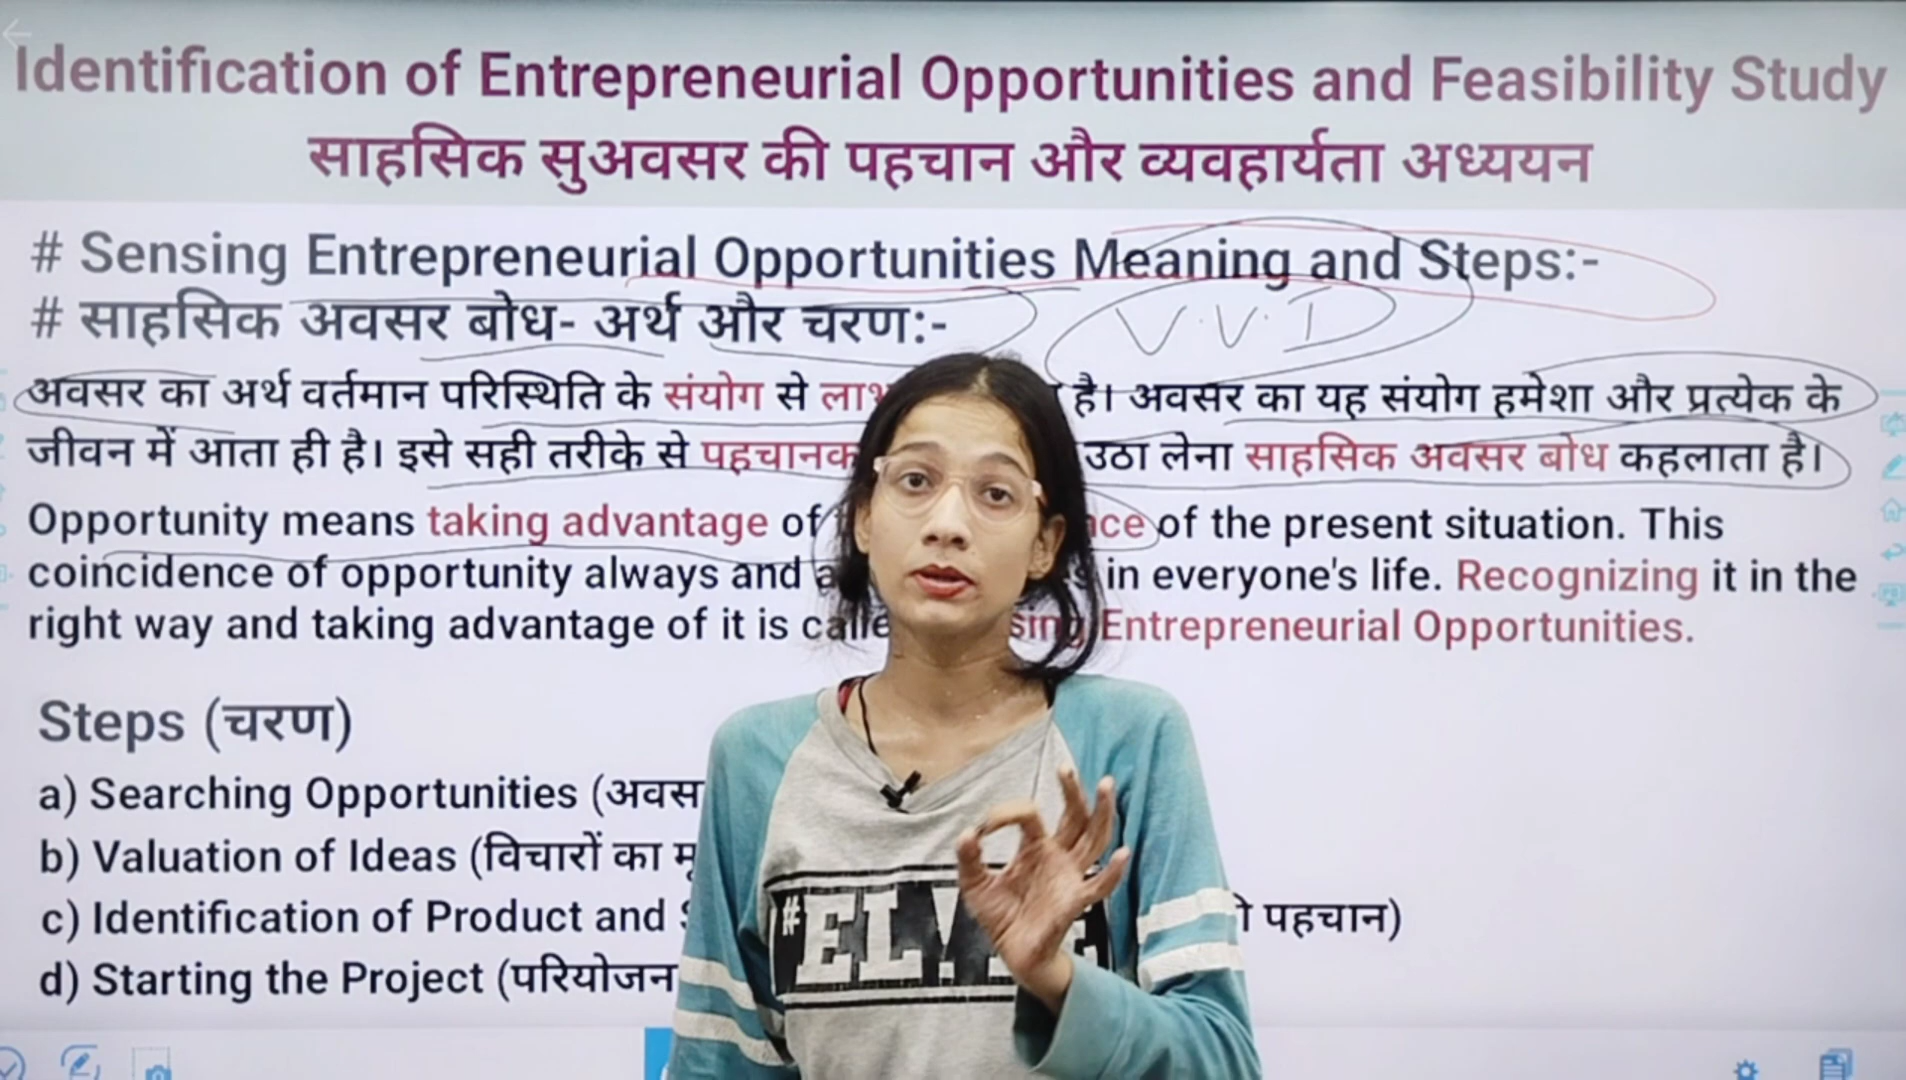 Identification of Entrepreneurial Opportunities and Feasibility Study
साहसिक सुअवसर की पहचान और व्यवहार्यता अध्ययन
# Sensing Entrepreneurial Opportunities Meaning and Steps:-
# साहसिक अवसर बोध- अर्थ और चरण:-
V.V.I
अवसर का अर्थ वर्तमान परिस्थिति के संयोग से है। अवसर का यह संयोग हमेशा और प्रत्येक के
जीवन में आता ही है। इसे सही तरीके से उठा लेना साहसिक अवसर बोध कहलाता है।
Opportunity means taking advantage of of the present situation. This
coincidence of opportunity always and in everyone's life. Recognizing it in the
right way and taking advantage of it is Entrepreneurial Opportunities.
Steps (चरण)
a) Searching Opportunities
b) Valuation of Ideas (विचारों का
c) Identification of Product and पहचान)
d) Starting the Project